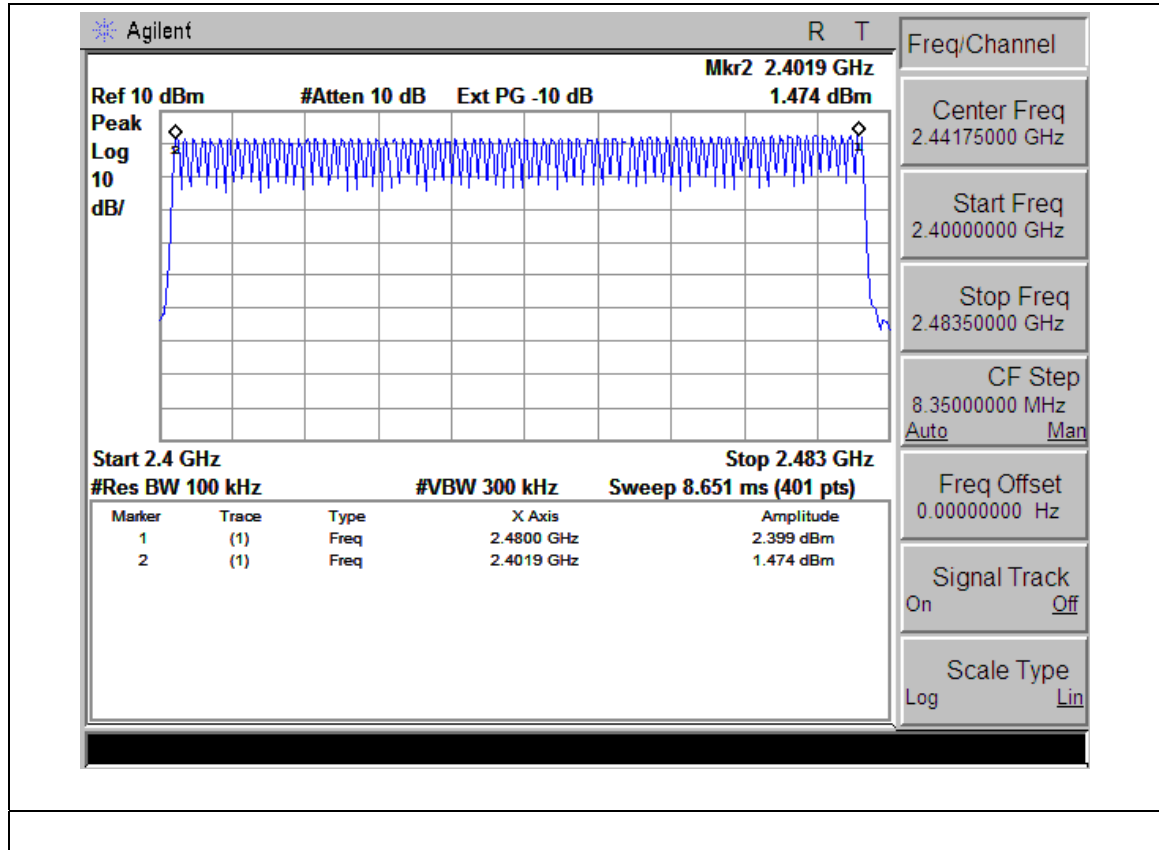 Agilent R T
Mkr2 2.4019 GHz
Ref 10 dBm #Atten 10 dB Ext PG -10 dB 1.474 dBm
Peak
Log
10
dB/
2
1
Start 2.4 GHz Stop 2.483 GHz
#Res BW 100 kHz #VBW 300 kHz Sweep 8.651 ms (401 pts)
Marker Trace Type X Axis Amplitude
1 (1) Freq 2.4800 GHz 2.399 dBm
2 (1) Freq 2.4019 GHz 1.474 dBm
Freq/Channel
Center Freq
2.44175000 GHz
Start Freq
2.40000000 GHz
Stop Freq
2.48350000 GHz
CF Step
8.35000000 MHz
Auto Man
Freq Offset
0.00000000 Hz
Signal Track
On Off
Scale Type
Log Lin